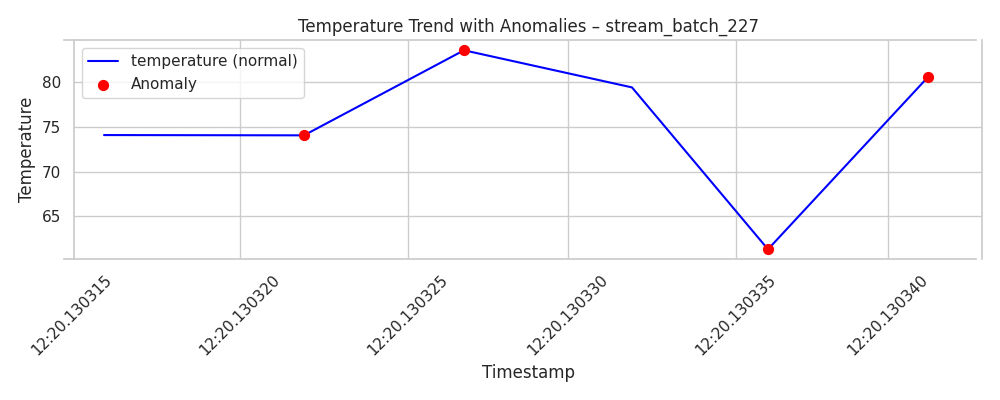 Temperature Trend with Anomalies – stream_batch_227
temperature (normal)
Anomaly
Temperature
80
75
70
65
12:20.130315
12:20.130320
12:20.130325
12:20.130330
12:20.130335
12:20.130340
Timestamp